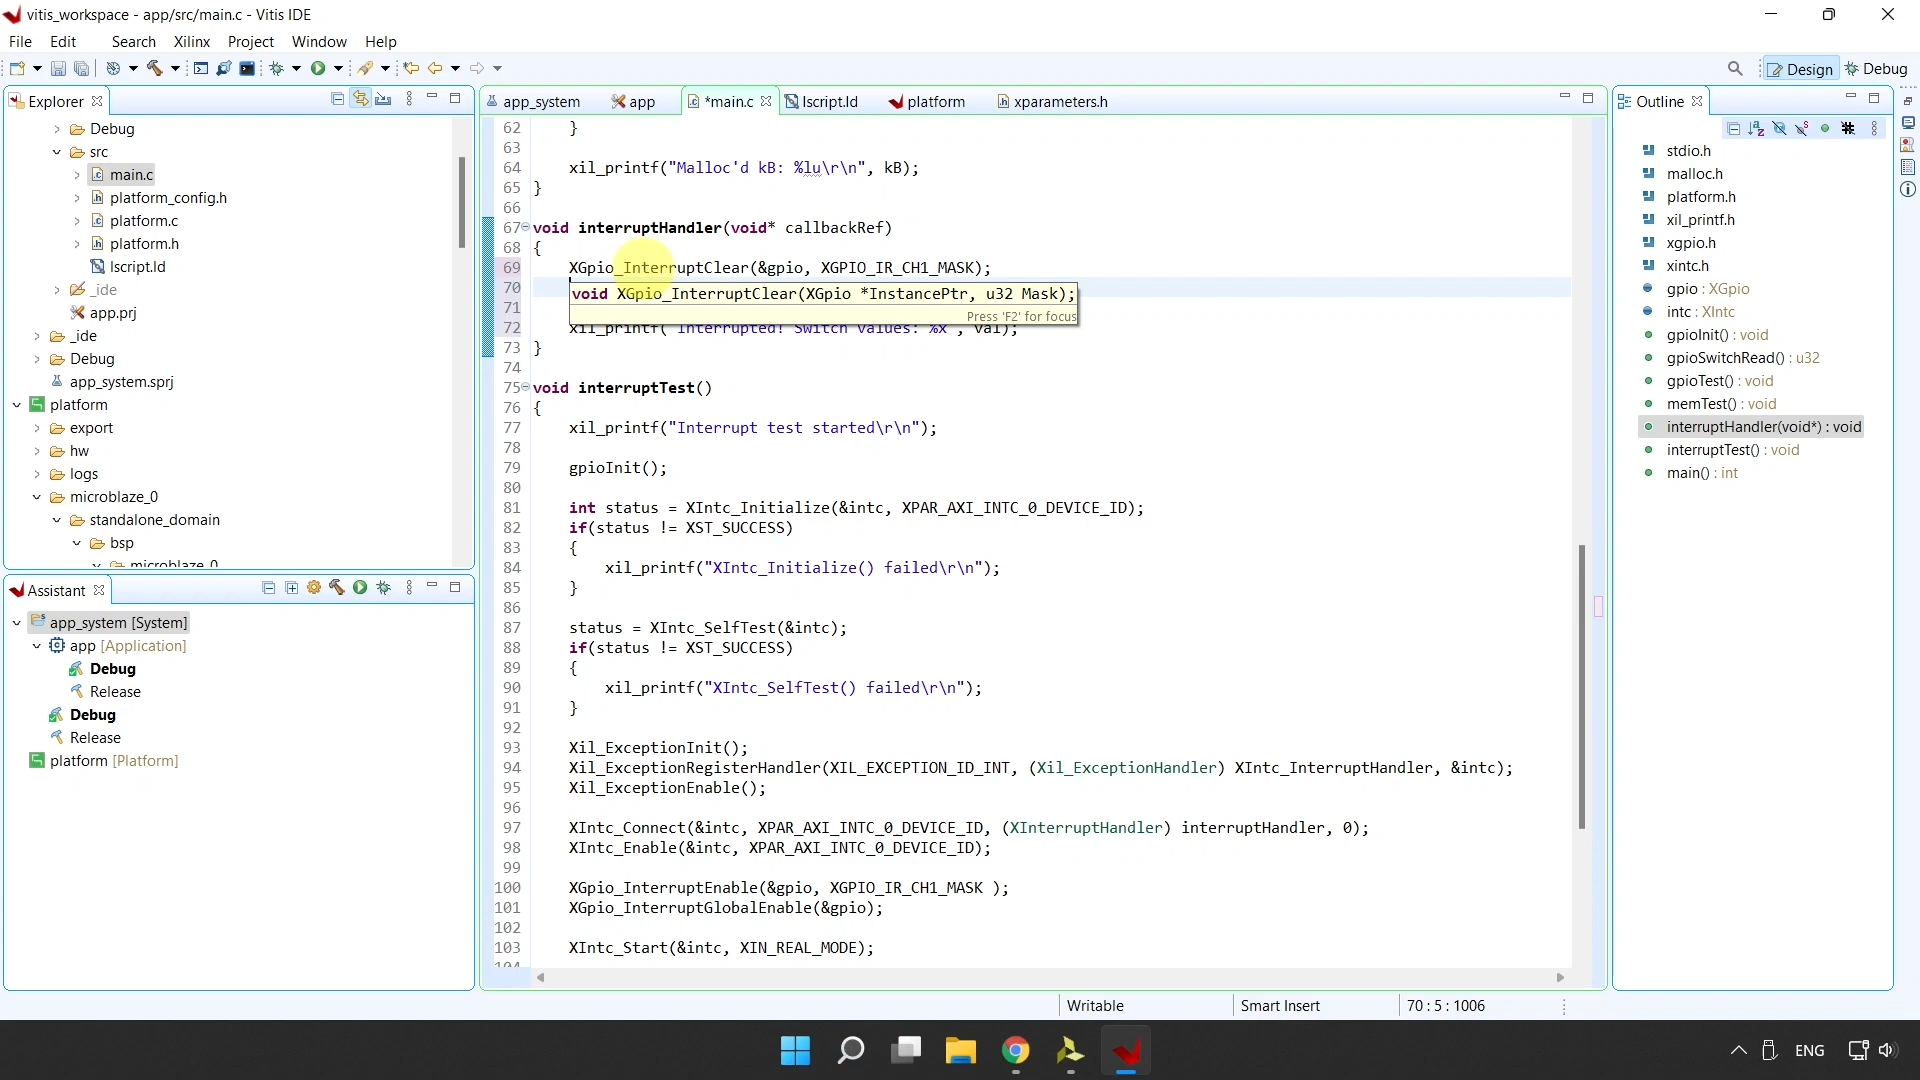 vitis_workspace - app/src/main.c - Vitis IDE
File Edit Search Xilinx Project Window Help
Design Debug
Explorer
Debug
src
main.c
platform_config.h
platform.c
platform.h
lscript.ld
_ide
app.prj
_ide
Debug
app_system.sprj
platform
export
hw
logs
microblaze_0
standalone_domain
bsp
microblaze_0
Assistant
app_system [System]
app [Application]
Debug
Release
Debug
Release
platform [Platform]
app_system app *main.c lscript.ld platform xparameters.h
62 }
63
64 xil_printf("Malloc'd kB: %lu\r\n", kB);
65 }
66
67 void interruptHandler(void* callbackRef)
68 {
69 XGpio_InterruptClear(&gpio, XGPIO_IR_CH1_MASK);
70 void XGpio_InterruptClear(XGpio *InstancePtr, u32 Mask);
71 Press 'F2' for focus
72 xil_printf("Interrupted! Switch values: %x", val);
73 }
74
75 void interruptTest()
76 {
77 xil_printf("Interrupt test started\r\n");
78
79 gpioInit();
80
81 int status = XIntc_Initialize(&intc, XPAR_AXI_INTC_0_DEVICE_ID);
82 if(status != XST_SUCCESS)
83 {
84 xil_printf("XIntc_Initialize() failed\r\n");
85 }
86
87 status = XIntc_SelfTest(&intc);
88 if(status != XST_SUCCESS)
89 {
90 xil_printf("XIntc_SelfTest() failed\r\n");
91 }
92
93 Xil_ExceptionInit();
94 Xil_ExceptionRegisterHandler(XIL_EXCEPTION_ID_INT, (Xil_ExceptionHandler) XIntc_InterruptHandler, &intc);
95 Xil_ExceptionEnable();
96
97 XIntc_Connect(&intc, XPAR_AXI_INTC_0_DEVICE_ID, (XInterruptHandler) interruptHandler, 0);
98 XIntc_Enable(&intc, XPAR_AXI_INTC_0_DEVICE_ID);
99
100 XGpio_InterruptEnable(&gpio, XGPIO_IR_CH1_MASK );
101 XGpio_InterruptGlobalEnable(&gpio);
102
103 XIntc_Start(&intc, XIN_REAL_MODE);
104
Outline
stdio.h
malloc.h
platform.h
xil_printf.h
xgpio.h
xintc.h
gpio : XGpio
intc : XIntc
gpioInit() : void
gpioSwitchRead() : u32
gpioTest() : void
memTest() : void
interruptHandler(void*) : void
interruptTest() : void
main() : int
Writable Smart Insert 70 : 5 : 1006
ENG